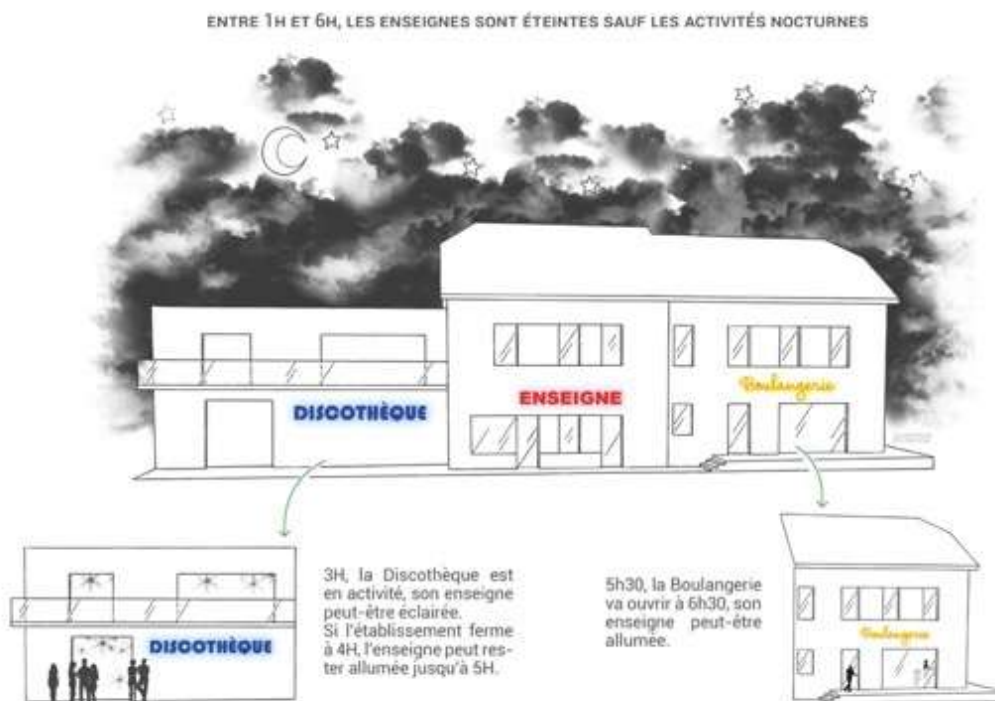 ENTRE 1H ET 6H, LES ENSEIGNES SONT ÉTEINTES SAUF LES ACTIVITÉS NOCTURNES
DISCOTHÈQUE
ENSEIGNE
Boulangerie
3H, la Discothèque est
en activité, son enseigne
peut-être éclairée.
Si l'établissement ferme
à 4H, l'enseigne peut res-
ter allumée jusqu'à 5H.
DISCOTHÈQUE
5h30, la Boulangerie
va ouvrir à 6h30, son
enseigne peut-être
allumée.
Boulangerie